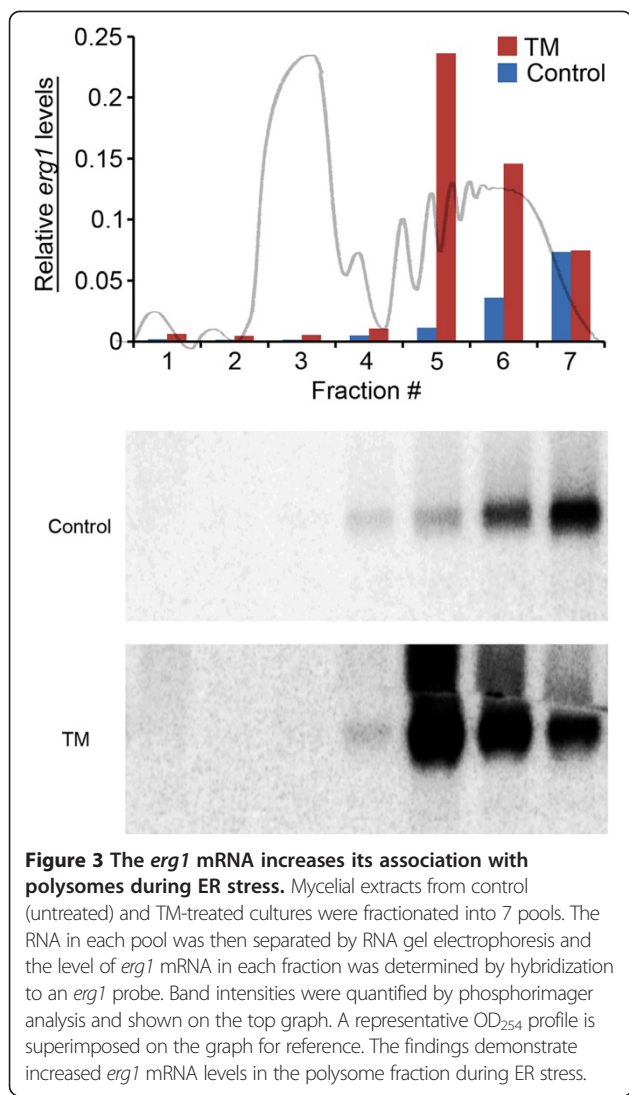 0.25
0.2
0.15
0.1
0.05
0
Relative erg1 levels
TM
Control
1 2 3 4 5 6 7
Fraction #
Control
TM
Figure 3 The erg1 mRNA increases its association with
polysomes during ER stress. Mycelial extracts from control
(untreated) and TM-treated cultures were fractionated into 7 pools. The
RNA in each pool was then separated by RNA gel electrophoresis and
the level of erg1 mRNA in each fraction was determined by hybridization
to an erg1 probe. Band intensities were quantified by phosphorimager
analysis and shown on the top graph. A representative OD254 profile is
superimposed on the graph for reference. The findings demonstrate
increased erg1 mRNA levels in the polysome fraction during ER stress.